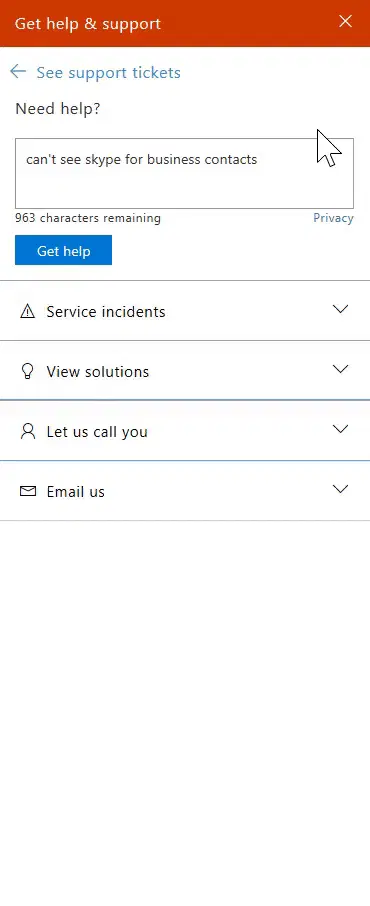 Get help & support
See support tickets
Need help?
can't see skype for business contacts
963 characters remaining Privacy
Get help
Service incidents
View solutions
Let us call you
Email us